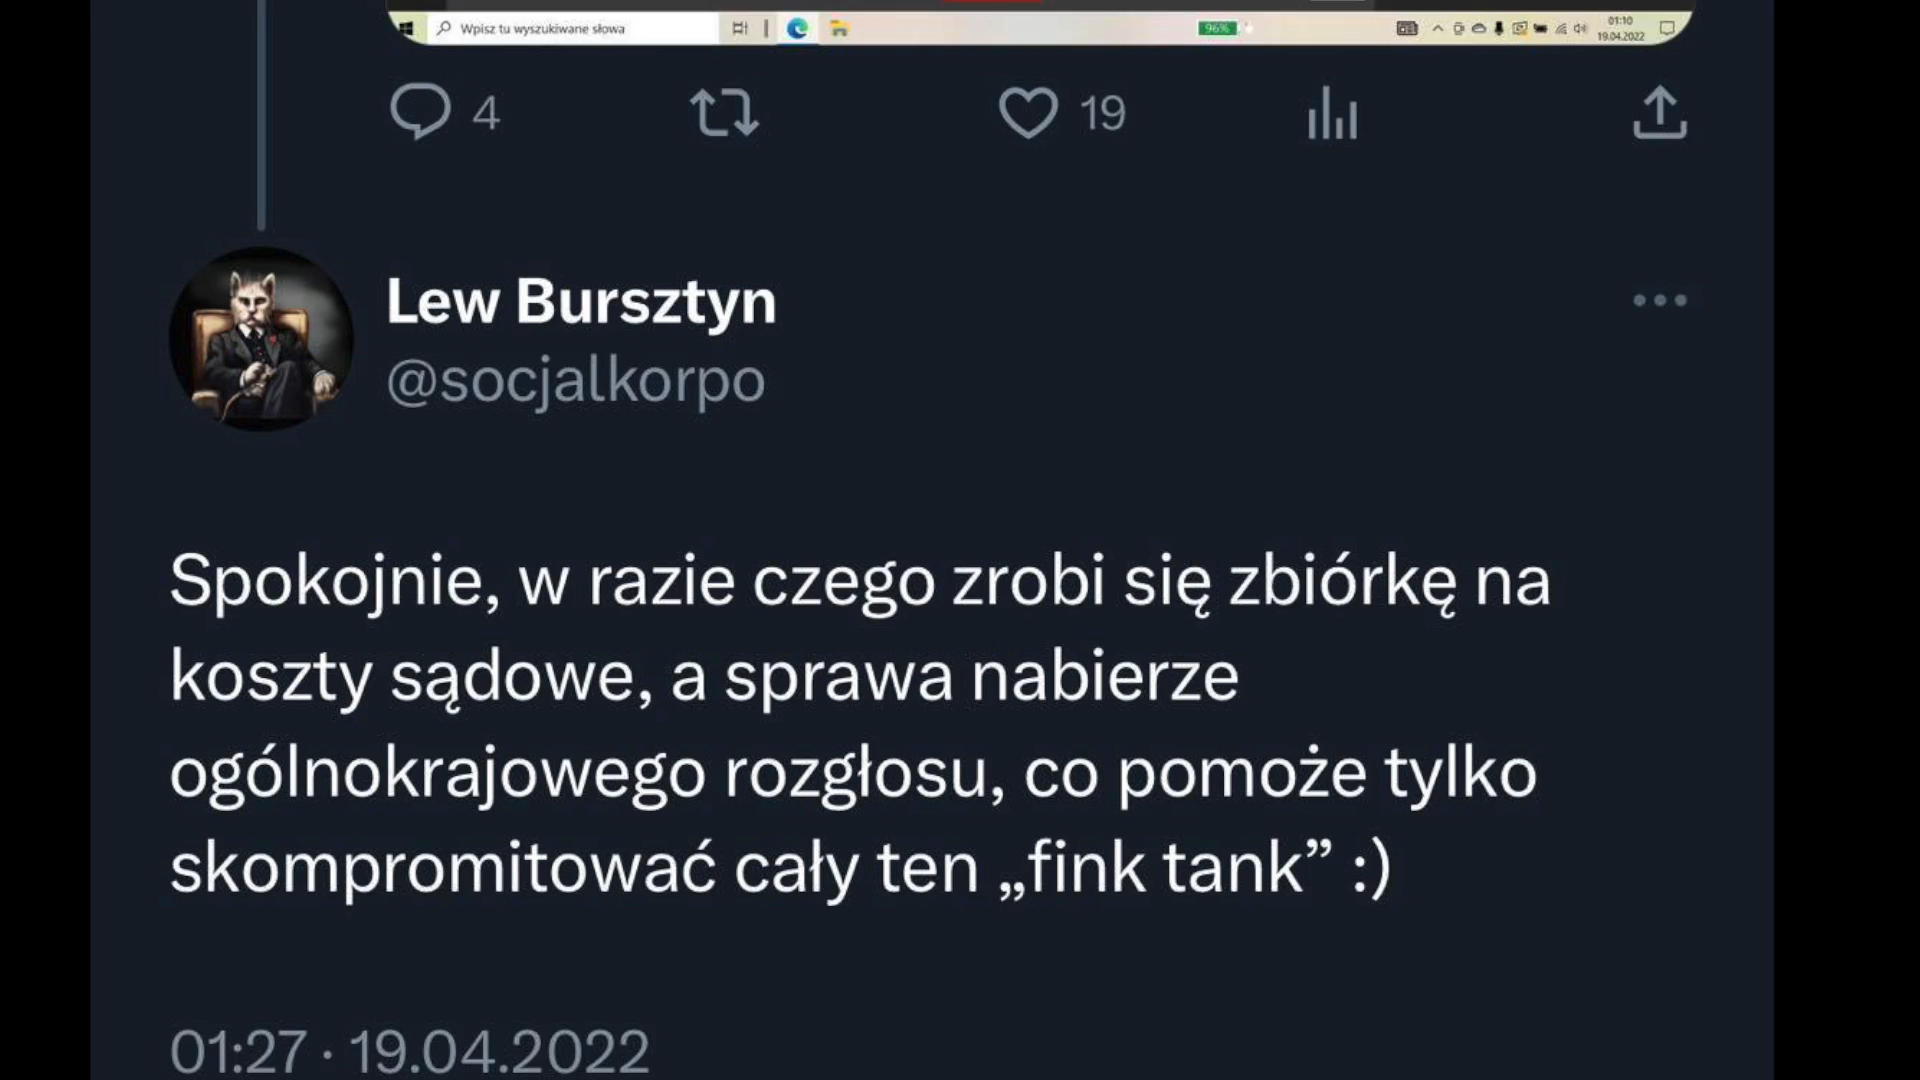 Wpisz tu wyszukiwane słowa
96%
01:10
19.04.2022
4
19
Lew Bursztyn
@socjalkorpo
Spokojnie, w razie czego zrobi się zbiórkę na
koszty sądowe, a sprawa nabierze
ogólnokrajowego rozgłosu, co pomoże tylko
skompromitować cały ten „fink tank” :)
01:27 · 19.04.2022